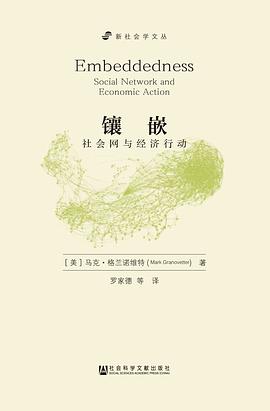 新社会学文丛
Embeddedness
Social Network and
Economic Action
镶嵌
社会网与经济行动
[美] 马克·格兰诺维特 (Mark Granovetter) 著
罗家德 等 译
社会科学文献出版社
SOCIAL SCIENCES ACADEMIC PRESS (CHINA)